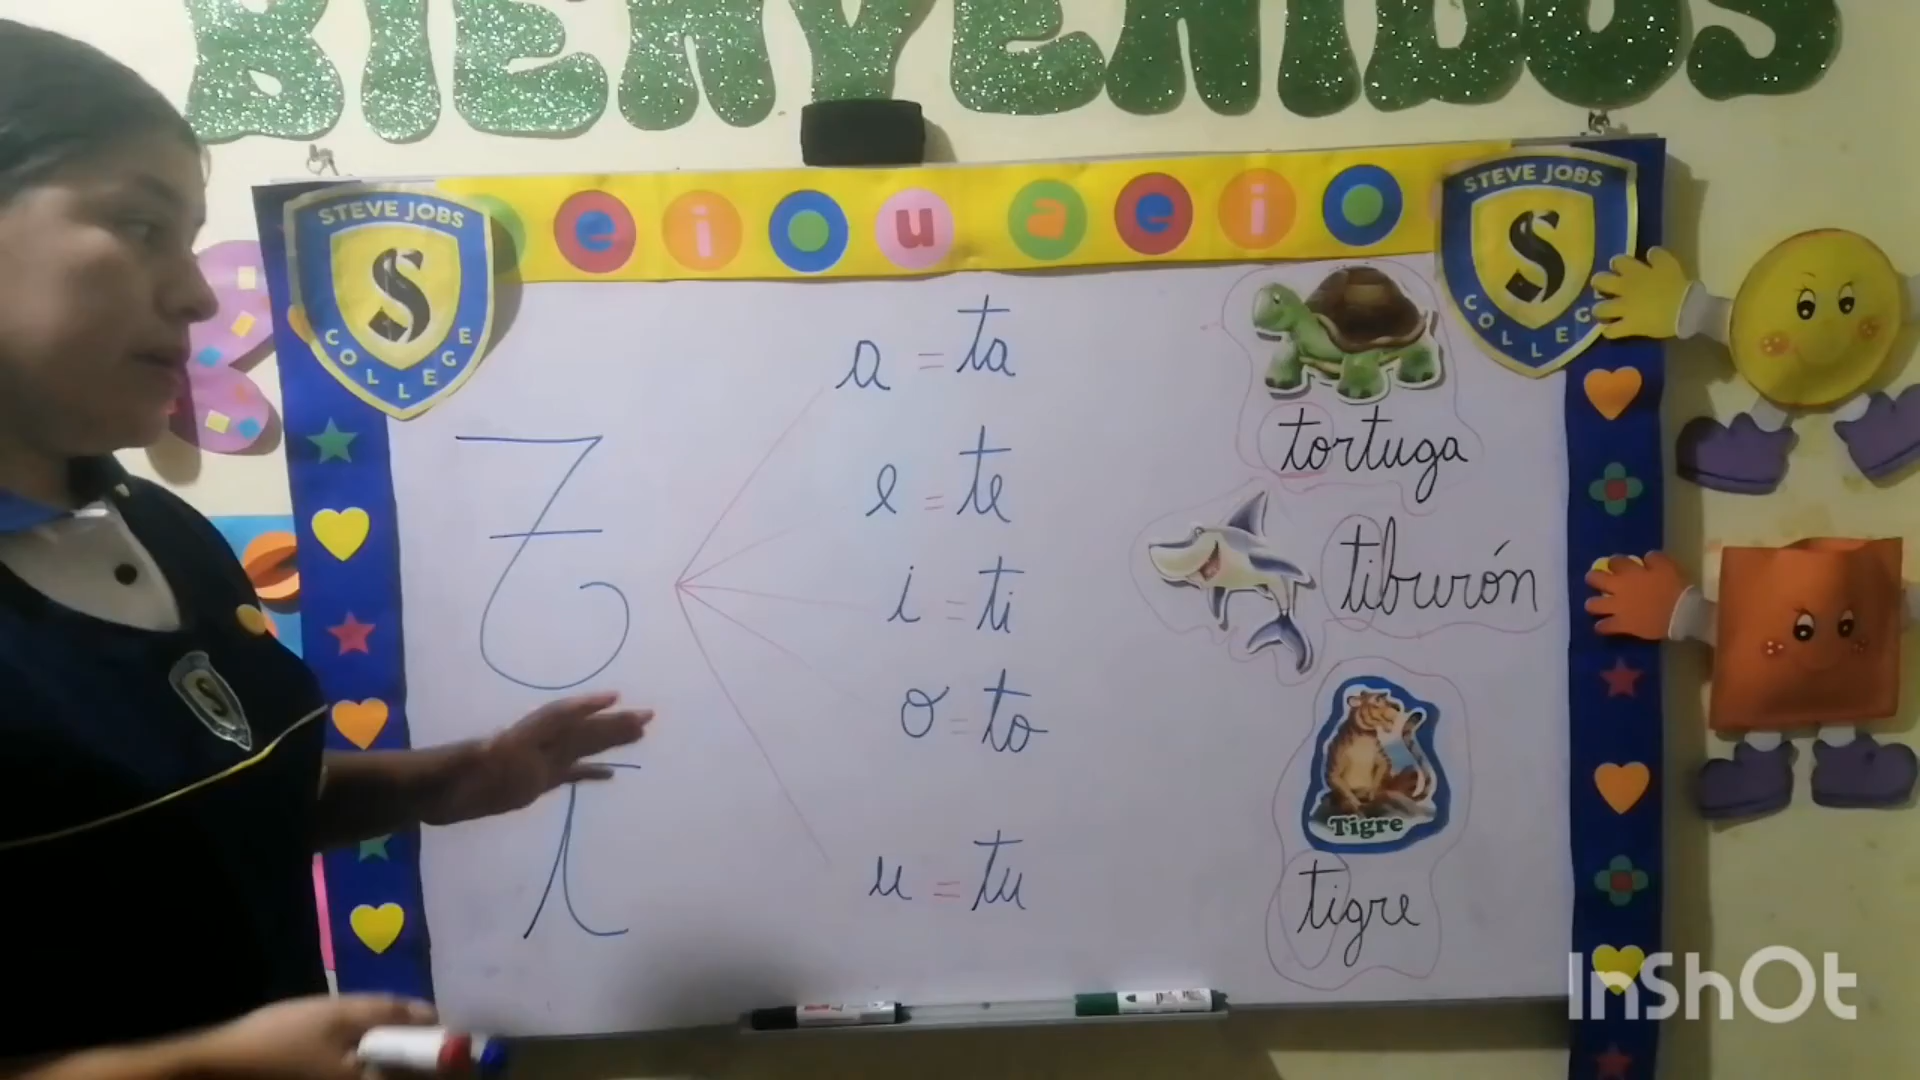 BIENVENIDOS
STEVE JOBS
S
COLLEGE
e i o u a e i o
STEVE JOBS
S
COLLEGE
T
t
a = ta
e = te
i = ti
o = to
u = tu
tortuga
tiburón
Tigre
tigre
InShOt